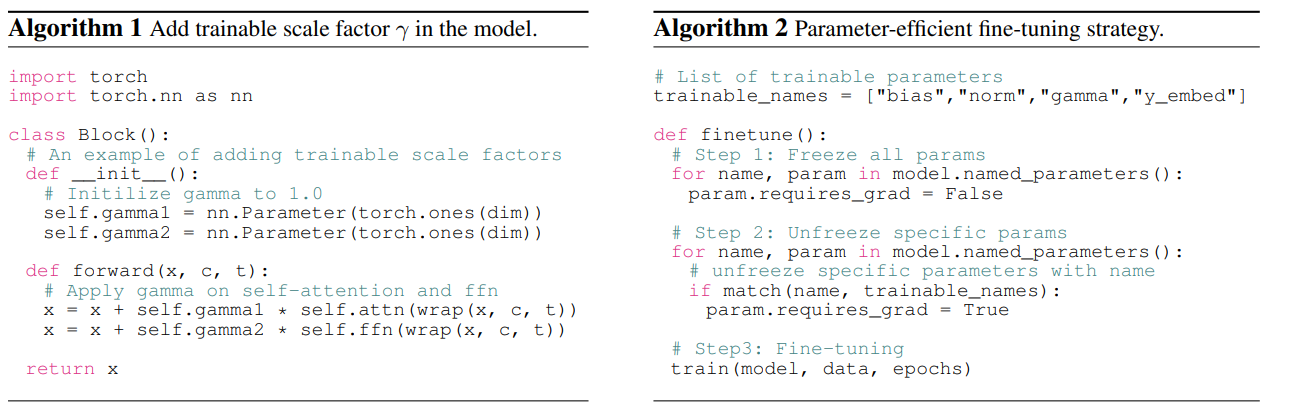 Algorithm 1 Add trainable scale factor γ in the model.
import torch
import torch.nn as nn
class Block():
# An example of adding trainable scale factors
def __init__():
# Initilize gamma to 1.0
self.gamma1 = nn.Parameter(torch.ones(dim))
self.gamma2 = nn.Parameter(torch.ones(dim))
def forward(x, c, t):
# Apply gamma on self-attention and ffn
x = x + self.gamma1 * self.attn(wrap(x, c, t))
x = x + self.gamma2 * self.ffn(wrap(x, c, t))
return x
Algorithm 2 Parameter-efficient fine-tuning strategy.
# List of trainable parameters
trainable_names = ["bias","norm","gamma","y_embed"]
def finetune():
# Step 1: Freeze all params
for name, param in model.named_parameters():
param.requires_grad = False
# Step 2: Unfreeze specific params
for name, param in model.named_parameters():
# unfreeze specific parameters with name
if match(name, trainable_names):
param.requires_grad = True
# Step3: Fine-tuning
train(model, data, epochs)